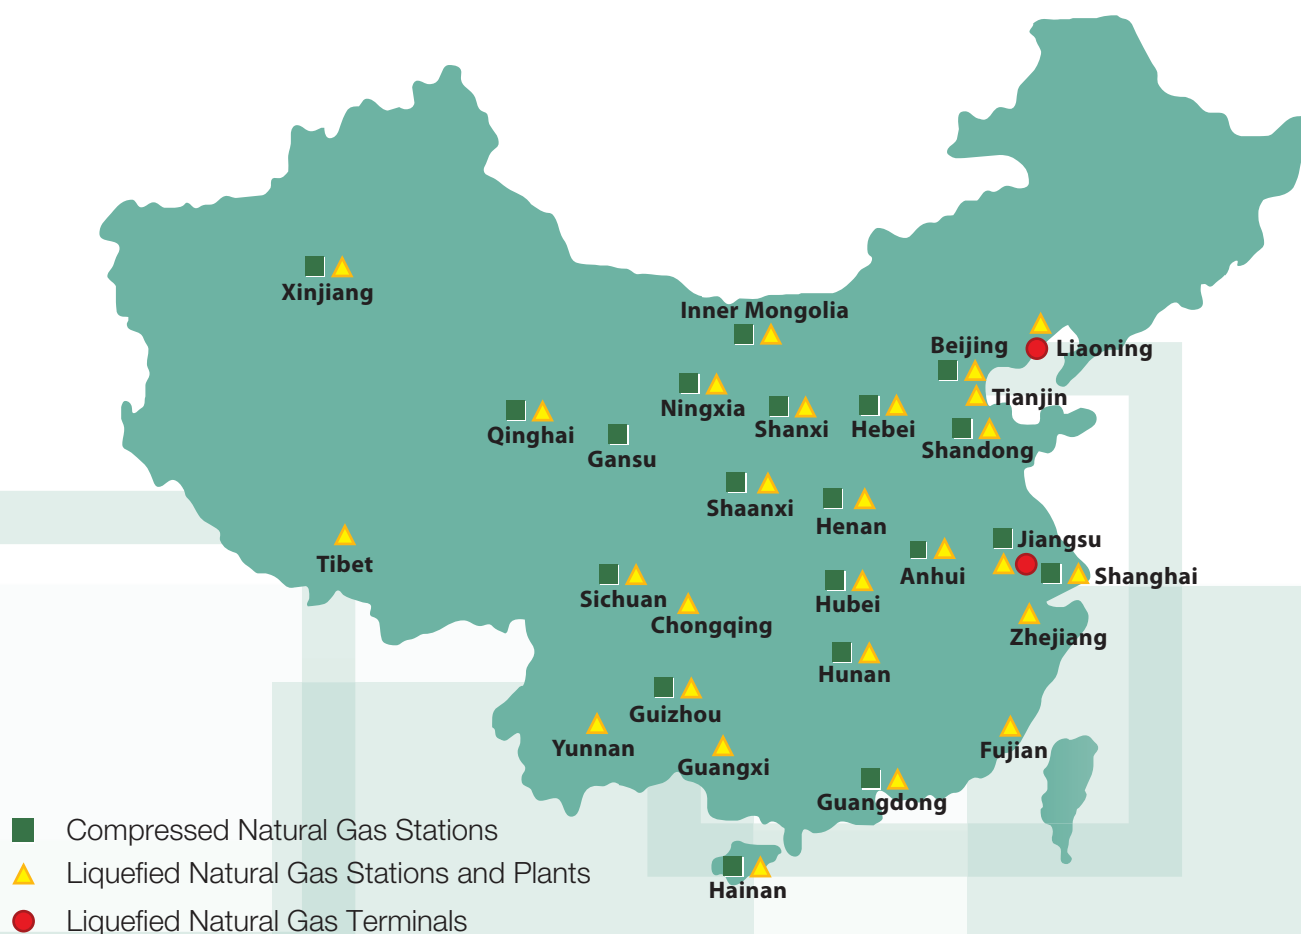 Xinjiang
Inner Mongolia
Beijing
Liaoning
Ningxia
Tianjin
Shanxi
Hebei
Qinghai
Gansu
Shandong
Shaanxi
Henan
Jiangsu
Tibet
Anhui
Shanghai
Sichuan
Hubei
Chongqing
Zhejiang
Hunan
Guizhou
Yunnan
Fujian
Guangxi
Guangdong
Hainan
Compressed Natural Gas Stations
Liquefied Natural Gas Stations and Plants
Liquefied Natural Gas Terminals